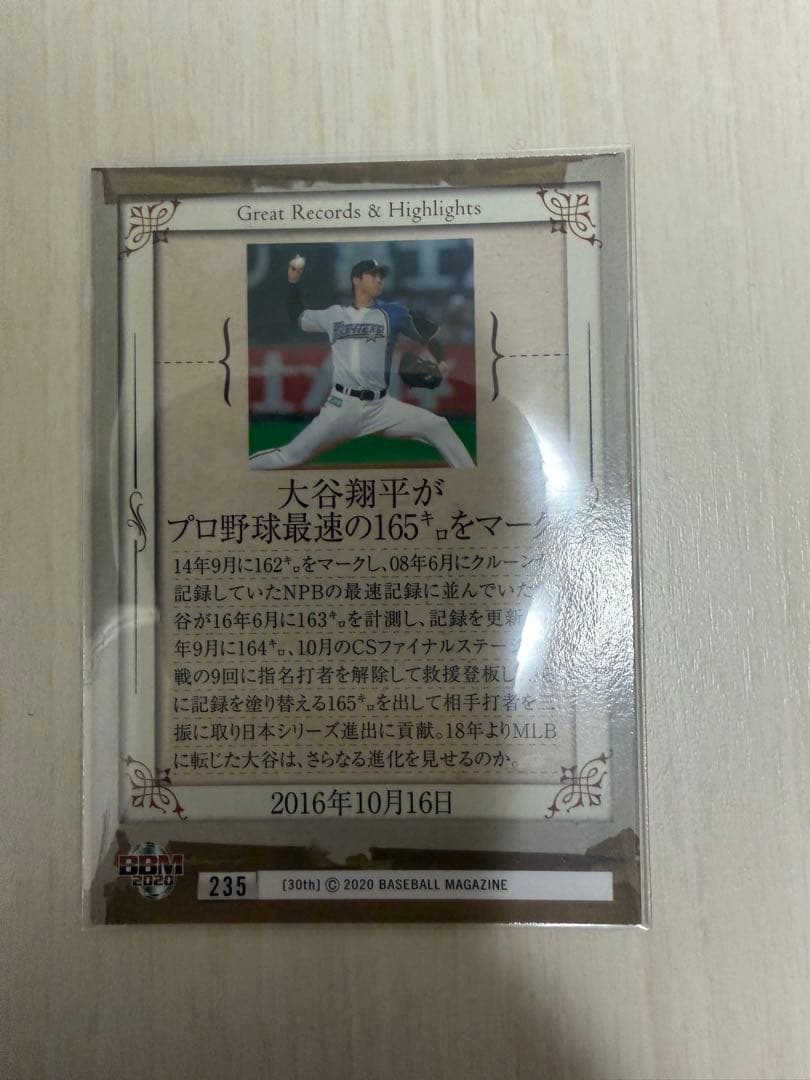 Great Records & Highlights
大谷翔平が
プロ野球最速の165㌔をマーク
14年9月に162㌔をマークし、08年6月にクルーン
記録していたNPBの最速記録に並んでいた
谷が16年6月に163㌔を計測し、記録を更新
年9月に164㌔、10月のCSファイナルステー
戦の9回に指名打者を解除して救援登板し
に記録を塗り替える165㌔を出して相手打者を三
振に取り日本シリーズ進出に貢献。18年よりMLB
に転じた大谷は、さらなる進化を見せるのか。
2016年10月16日
BBM
2020
235
[30th] © 2020 BASEBALL MAGAZINE